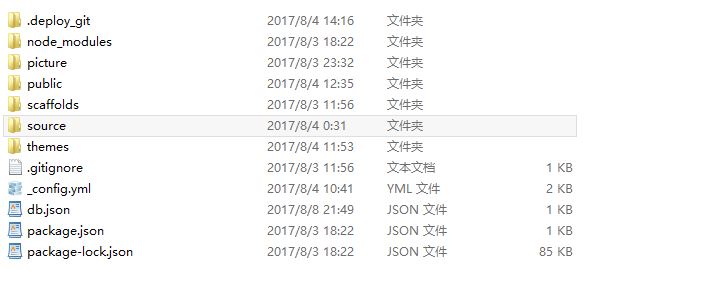 .deploy_git 2017/8/4 14:16 文件夹
node_modules 2017/8/3 18:22 文件夹
picture 2017/8/3 23:32 文件夹
public 2017/8/4 12:35 文件夹
scaffolds 2017/8/3 11:56 文件夹
source 2017/8/4 0:31 文件夹
themes 2017/8/4 11:53 文件夹
.gitignore 2017/8/3 11:56 文本文档 1 KB
_config.yml 2017/8/4 10:41 YML 文件 2 KB
db.json 2017/8/8 21:49 JSON 文件 1 KB
package.json 2017/8/3 18:22 JSON 文件 1 KB
package-lock.json 2017/8/3 18:22 JSON 文件 85 KB